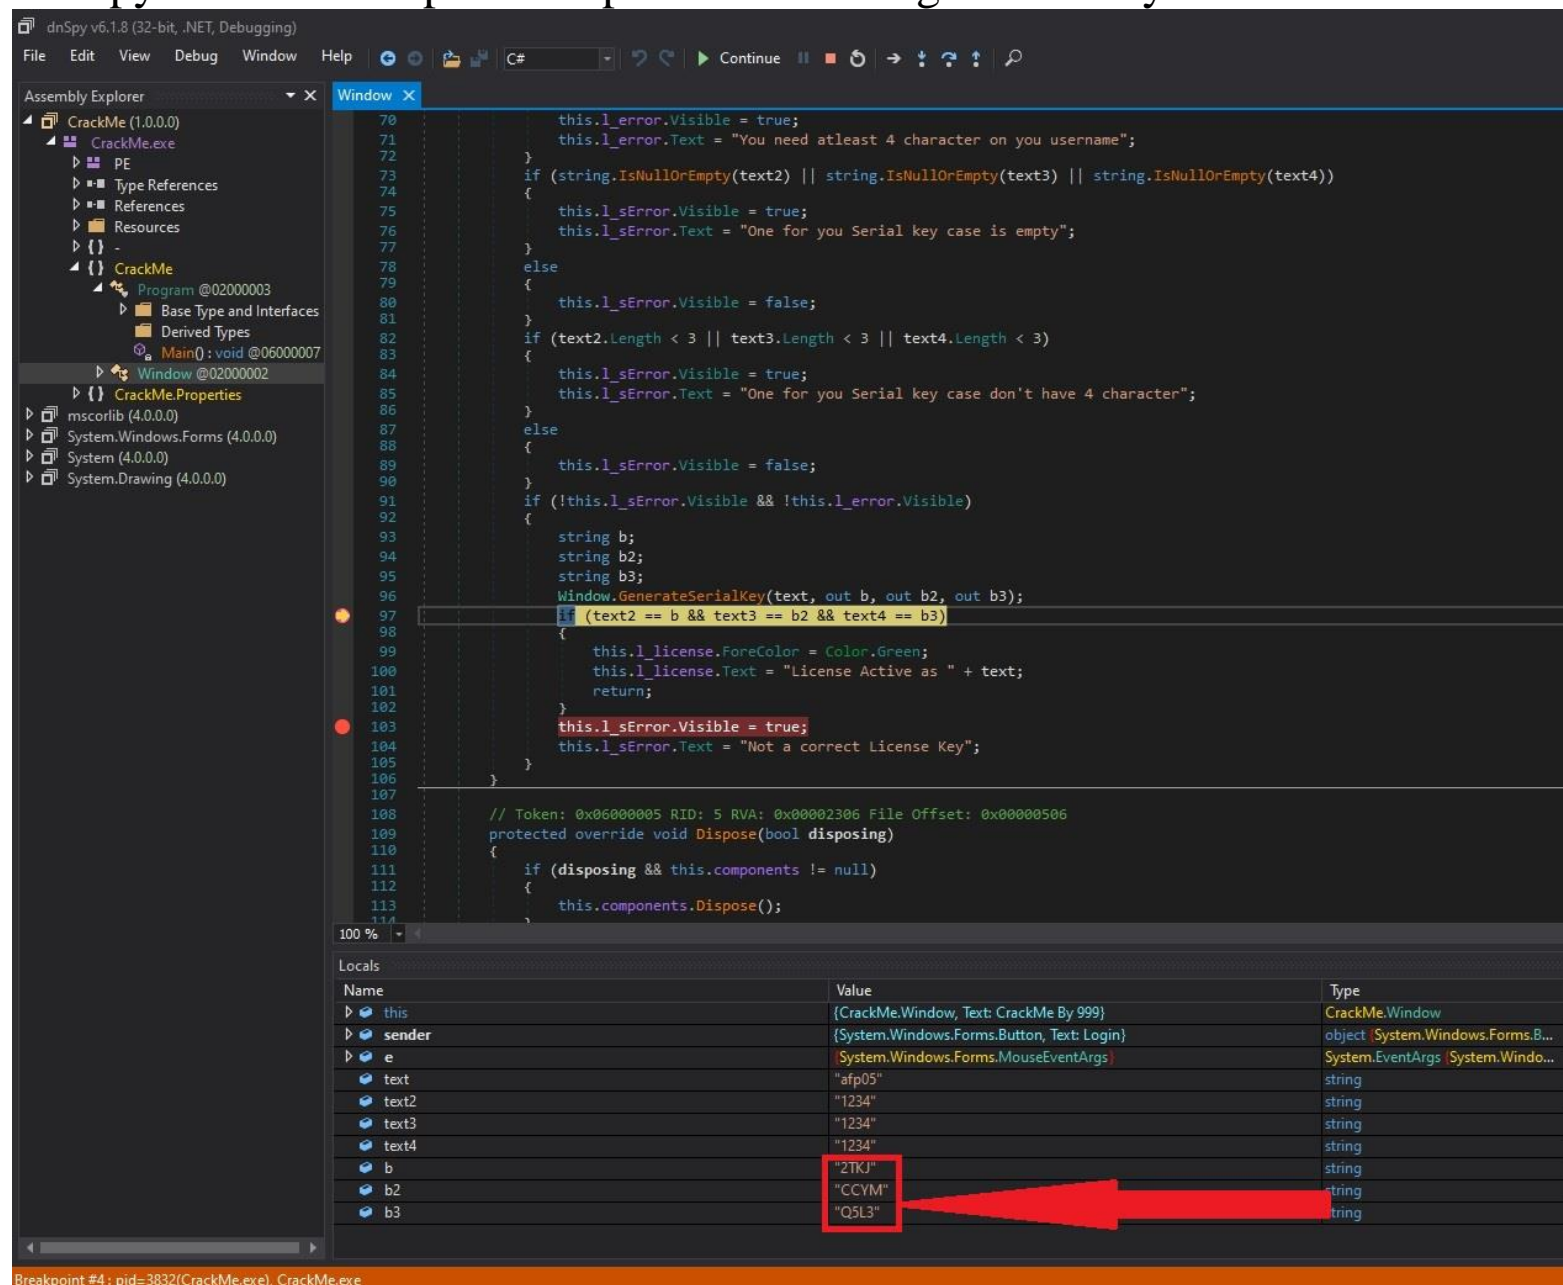 dnSpy v6.1.8 (32-bit, .NET, Debugging)
File Edit View Debug Window Help C# Continue
Assembly Explorer
Window
CrackMe (1.0.0.0)
CrackMe.exe
PE
Type References
References
Resources
{} -
{} CrackMe
Program @02000003
Base Type and Interfaces
Derived Types
Main() : void @06000007
Window @02000002
{} CrackMe.Properties
mscorlib (4.0.0.0)
System.Windows.Forms (4.0.0.0)
System (4.0.0.0)
System.Drawing (4.0.0.0)
70 this.l_error.Visible = true;
71 this.l_error.Text = "You need atleast 4 character on you username";
72 }
73 if (string.IsNullOrEmpty(text2) || string.IsNullOrEmpty(text3) || string.IsNullOrEmpty(text4))
74 {
75 this.l_sError.Visible = true;
76 this.l_sError.Text = "One for you Serial key case is empty";
77 }
78 else
79 {
80 this.l_sError.Visible = false;
81 }
82 if (text2.Length < 3 || text3.Length < 3 || text4.Length < 3)
83 {
84 this.l_sError.Visible = true;
85 this.l_sError.Text = "One for you Serial key case don't have 4 character";
86 }
87 else
88 {
89 this.l_sError.Visible = false;
90 }
91 if (!this.l_sError.Visible && !this.l_error.Visible)
92 {
93 string b;
94 string b2;
95 string b3;
96 Window.GenerateSerialKey(text, out b, out b2, out b3);
97 if (text2 == b && text3 == b2 && text4 == b3)
98 {
99 this.l_license.ForeColor = Color.Green;
100 this.l_license.Text = "License Active as " + text;
101 return;
102 }
103 this.l_sError.Visible = true;
104 this.l_sError.Text = "Not a correct License Key";
105 }
106 }
107
108 // Token: 0x06000005 RID: 5 RVA: 0x00002306 File Offset: 0x00000506
109 protected override void Dispose(bool disposing)
110 {
111 if (disposing && this.components != null)
112 {
113 this.components.Dispose();
114 }
100 %
Locals
Name Value Type
this {CrackMe.Window, Text: CrackMe By 999} CrackMe.Window
sender {System.Windows.Forms.Button, Text: Login} object {System.Windows.Forms.B...
e {System.Windows.Forms.MouseEventArgs} System.EventArgs {System.Windo...
text "afp05" string
text2 "1234" string
text3 "1234" string
text4 "1234" string
b "2TKJ" string
b2 "CCYM" string
b3 "Q5L3" string
Breakpoint #4 : pid=3832(CrackMe.exe), CrackMe.exe